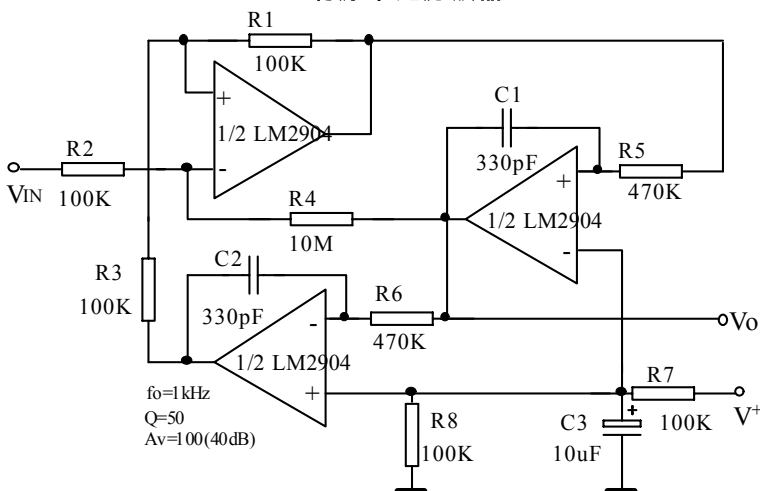 R1
100K
+
1/2 LM2904
-
C1
330pF
R2
VIN
100K
R5
470K
+
1/2 LM2904
-
R4
10M
R3
100K
C2
330pF
R6
470K
Vo
-
1/2 LM2904
+
fo=1kHz
Q=50
Av=100(40dB)
R8
100K
C3
+
10uF
R7
100K
V+